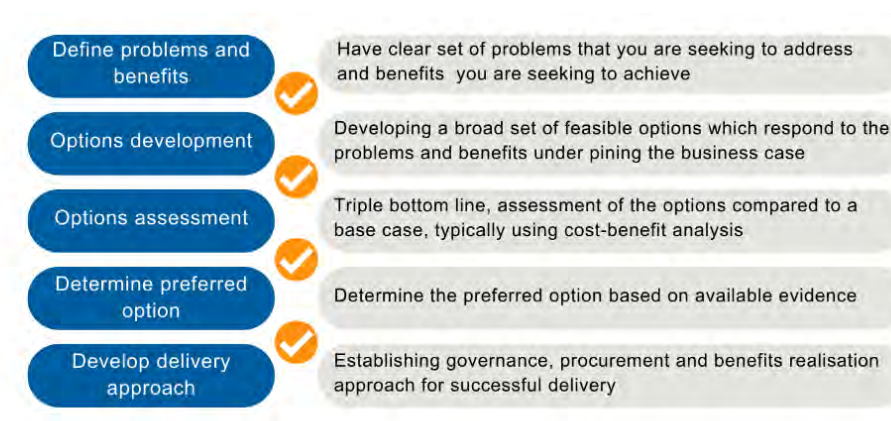 Define problems and
benefits
Have clear set of problems that you are seeking to address
and benefits you are seeking to achieve
Options development
Developing a broad set of feasible options which respond to the
problems and benefits under pining the business case
Options assessment
Triple bottom line, assessment of the options compared to a
base case, typically using cost-benefit analysis
Determine preferred
option
Determine the preferred option based on available evidence
Develop delivery
approach
Establishing governance, procurement and benefits realisation
approach for successful delivery